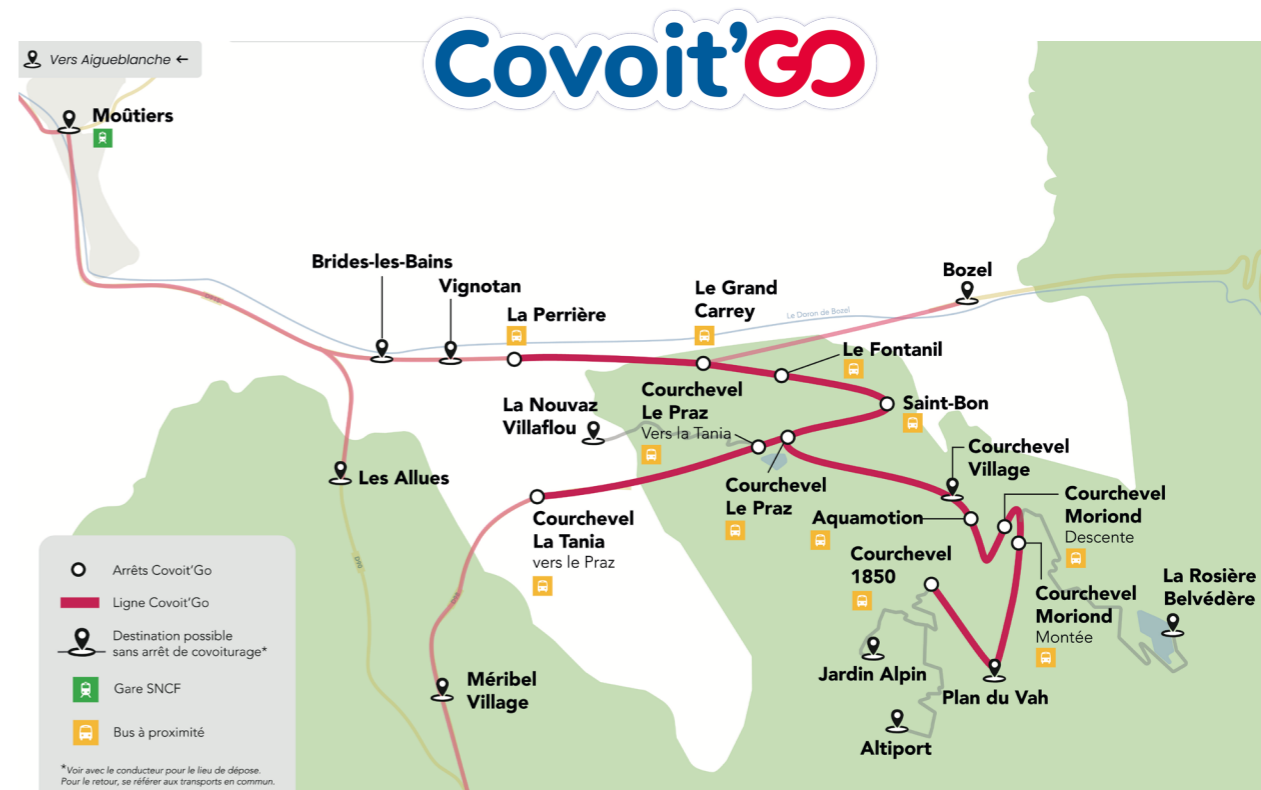 Covoit'GO
Vers Aigueblanche ←
Moûtiers
Brides-les-Bains
Vignotan
La Perrière
Le Grand
Carrey
Bozel
Le Doron de Bozel
Le Fontanil
Courchevel
Le Praz
Vers la Tania
La Nouvaz
Villaflou
Saint-Bon
Courchevel
Village
Les Allues
Courchevel
Le Praz
Aquamotion
Courchevel
Moriond
Descente
Courchevel
La Tania
vers le Praz
Courchevel
1850
La Rosière
Belvédère
Courchevel
Moriond
Montée
Jardin Alpin
Plan du Vah
Altiport
Méribel
Village
Arrêts Covoit'Go
Ligne Covoit'Go
Destination possible
sans arrêt de covoiturage*
Gare SNCF
Bus à proximité
*Voir avec le conducteur pour le lieu de dépose.
Pour le retour, se référer aux transports en commun.